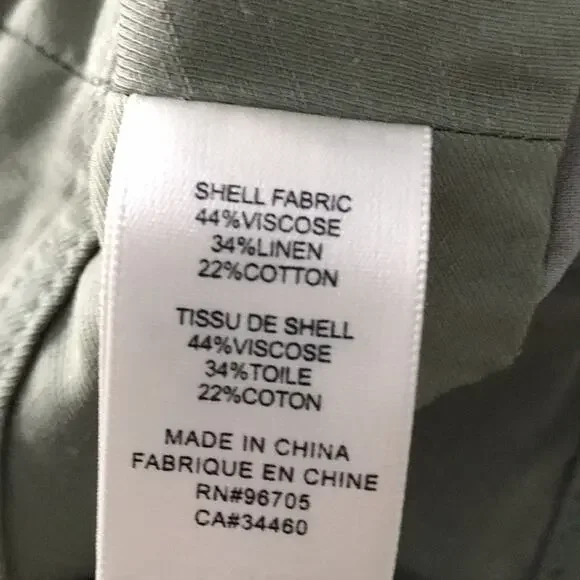 SHELL FABRIC
44%VISCOSE
34%LINEN
22%COTTON
TISSU DE SHELL
44%VISCOSE
34%TOILE
22%COTON
MADE IN CHINA
FABRIQUE EN CHINE
RN#96705
CA#34460